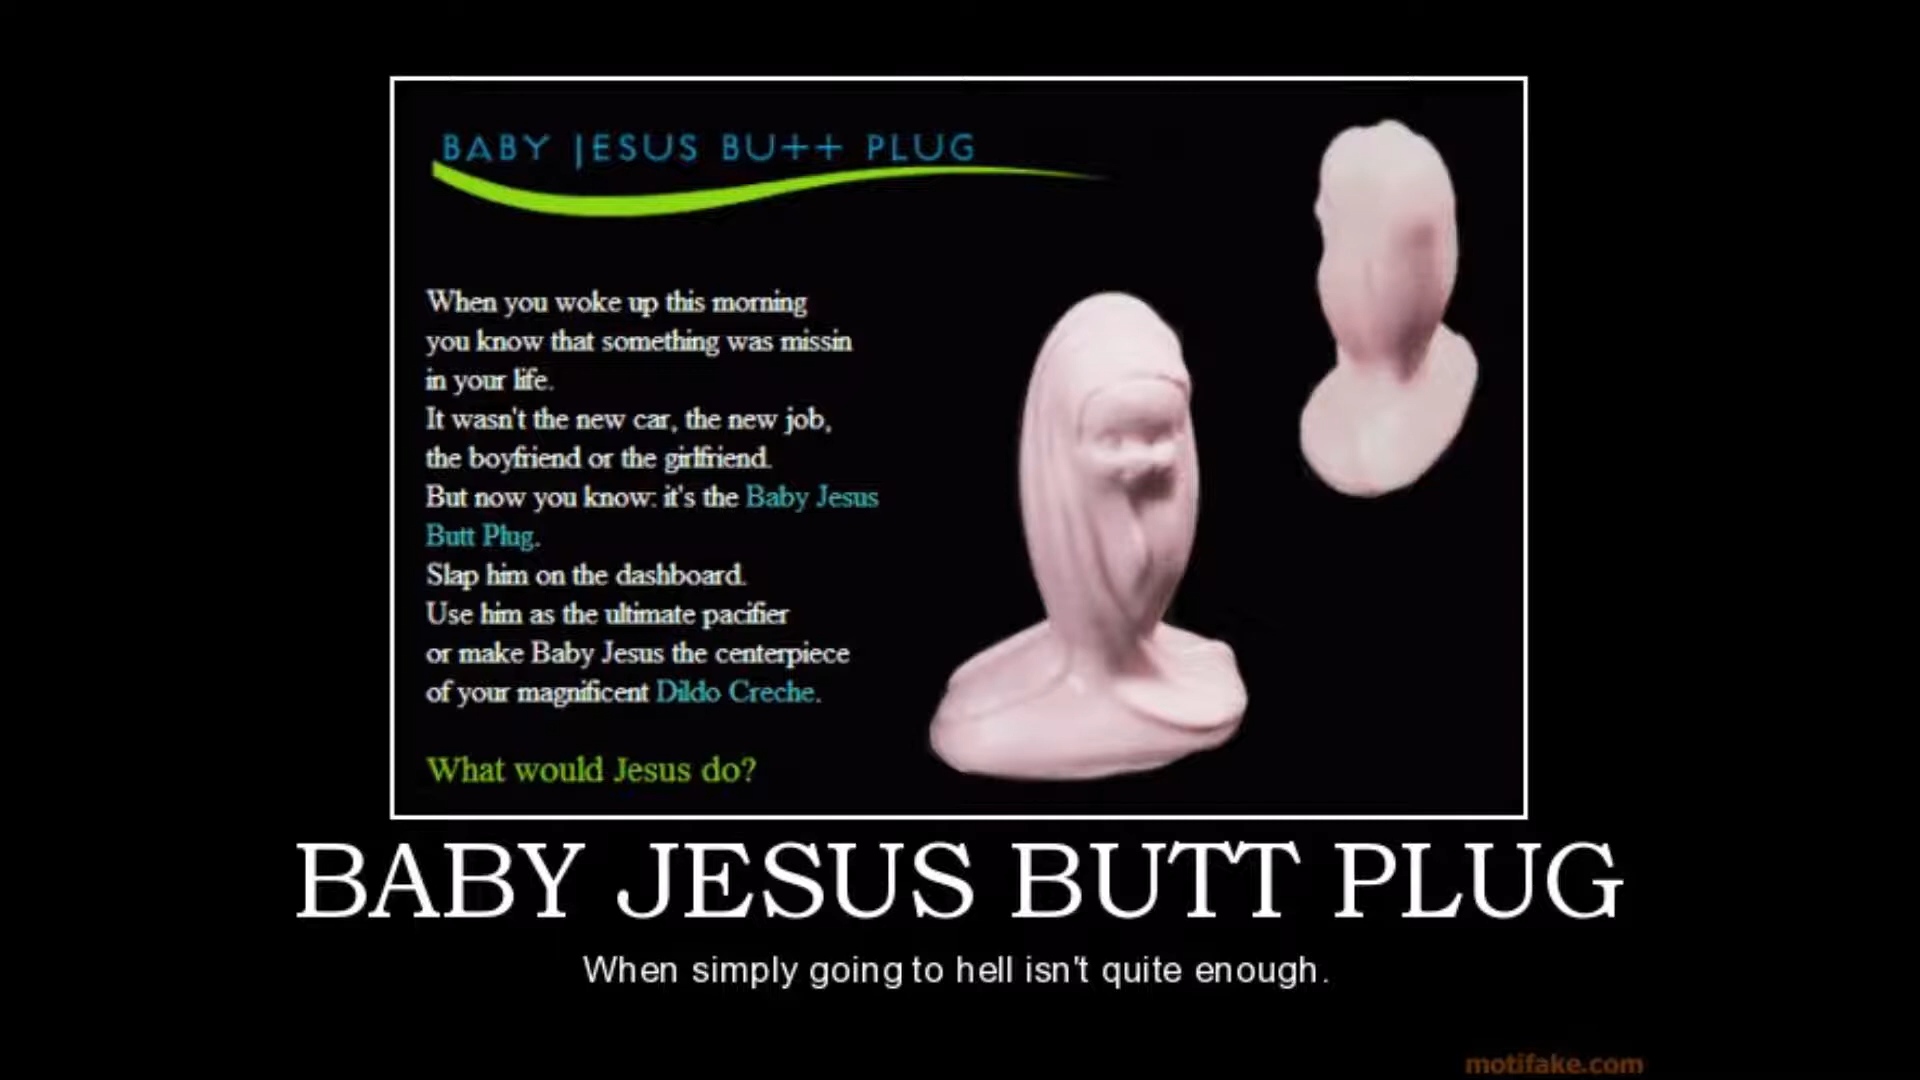 BABY JESUS BU++ PLUG
When you woke up this morning
you know that something was missin
in your life.
It wasn't the new car, the new job,
the boyfriend or the girlfriend.
But now you know: it's the Baby Jesus
Butt Plug.
Slap him on the dashboard.
Use him as the ultimate pacifier
or make Baby Jesus the centerpiece
of your magnificent Dildo Creche.
What would Jesus do?
BABY JESUS BUTT PLUG
When simply going to hell isn't quite enough.
motifake.com